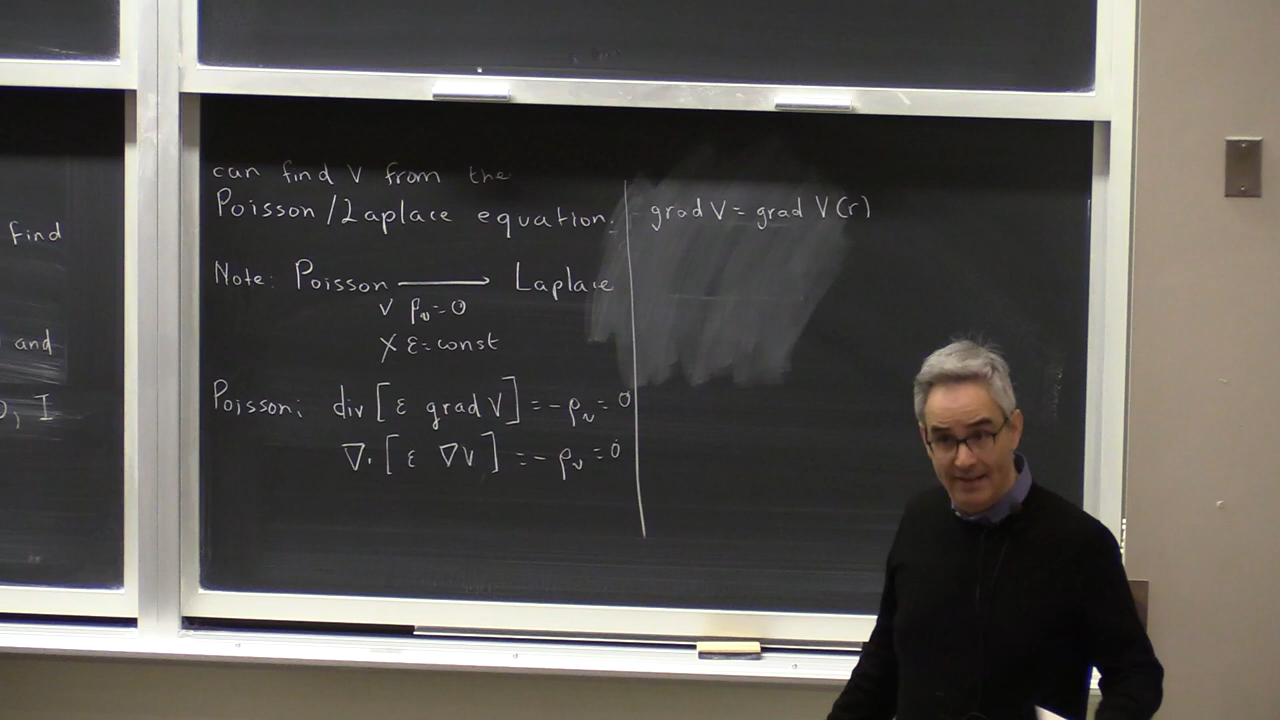 find
and
, I
can find V from the
Poisson/Laplace equation.
Note: Poisson ⟶ Laplace
✓ ρᵥ=0
X ε=const
Poisson: div [ε grad V] = -ρᵥ = 0
∇·[ε ∇V] = -ρᵥ = 0
grad V = grad V(r)